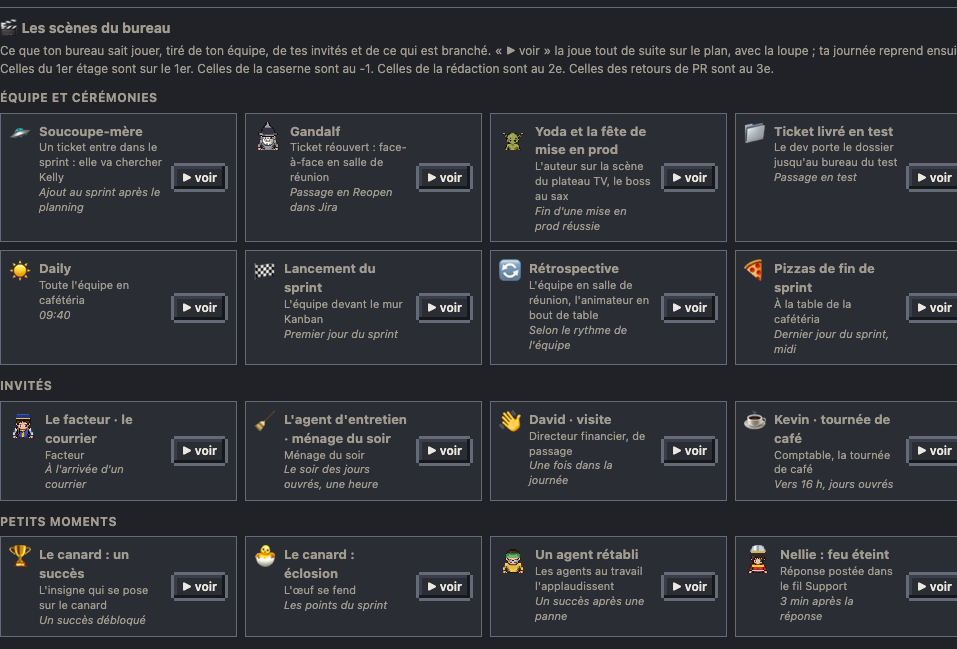 Les scènes du bureau
Ce que ton bureau sait jouer, tiré de ton équipe, de tes invités et de ce qui est branché. « ▶ voir » la joue tout de suite sur le plan, avec la loupe ; ta journée reprend ensui
Celles du 1er étage sont sur le 1er. Celles de la caserne sont au -1. Celles de la rédaction sont au 2e. Celles des retours de PR sont au 3e.
ÉQUIPE ET CÉRÉMONIES
Soucoupe-mère
Un ticket entre dans le
sprint : elle va chercher
Kelly
Ajout au sprint après le
planning
▶ voir
Gandalf
Ticket réouvert : face-
à-face en salle de
réunion
Passage en Reopen
dans Jira
▶ voir
Yoda et la fête de
mise en prod
L'auteur sur la scène
du plateau TV, le boss
au sax
Fin d'une mise en
prod réussie
▶ voir
Ticket livré en test
Le dev porte le dossier
jusqu'au bureau du test
Passage en test
▶ voir
Daily
Toute l'équipe en
cafétéria
09:40
▶ voir
Lancement du
sprint
L'équipe devant le mur
Kanban
Premier jour du sprint
▶ voir
Rétrospective
L'équipe en salle de
réunion, l'animateur en
bout de table
Selon le rythme de
l'équipe
▶ voir
Pizzas de fin de
sprint
À la table de la
cafétéria
Dernier jour du sprint,
midi
▶ voir
INVITÉS
Le facteur · le
courrier
Facteur
À l'arrivée d'un
courrier
▶ voir
L'agent d'entretien
· ménage du soir
Ménage du soir
Le soir des jours
ouvrés, une heure
▶ voir
David · visite
Directeur financier, de
passage
Une fois dans la
journée
▶ voir
Kevin · tournée de
café
Comptable, la tournée
de café
Vers 16 h, jours ouvrés
▶ voir
PETITS MOMENTS
Le canard : un
succès
L'insigne qui se pose
sur le canard
Un succès débloqué
▶ voir
Le canard :
éclosion
L'œuf se fend
Les points du sprint
▶ voir
Un agent rétabli
Les agents au travail
l'applaudissent
Un succès après une
panne
▶ voir
Nellie : feu éteint
Réponse postée dans
le fil Support
3 min après la
réponse
▶ voir